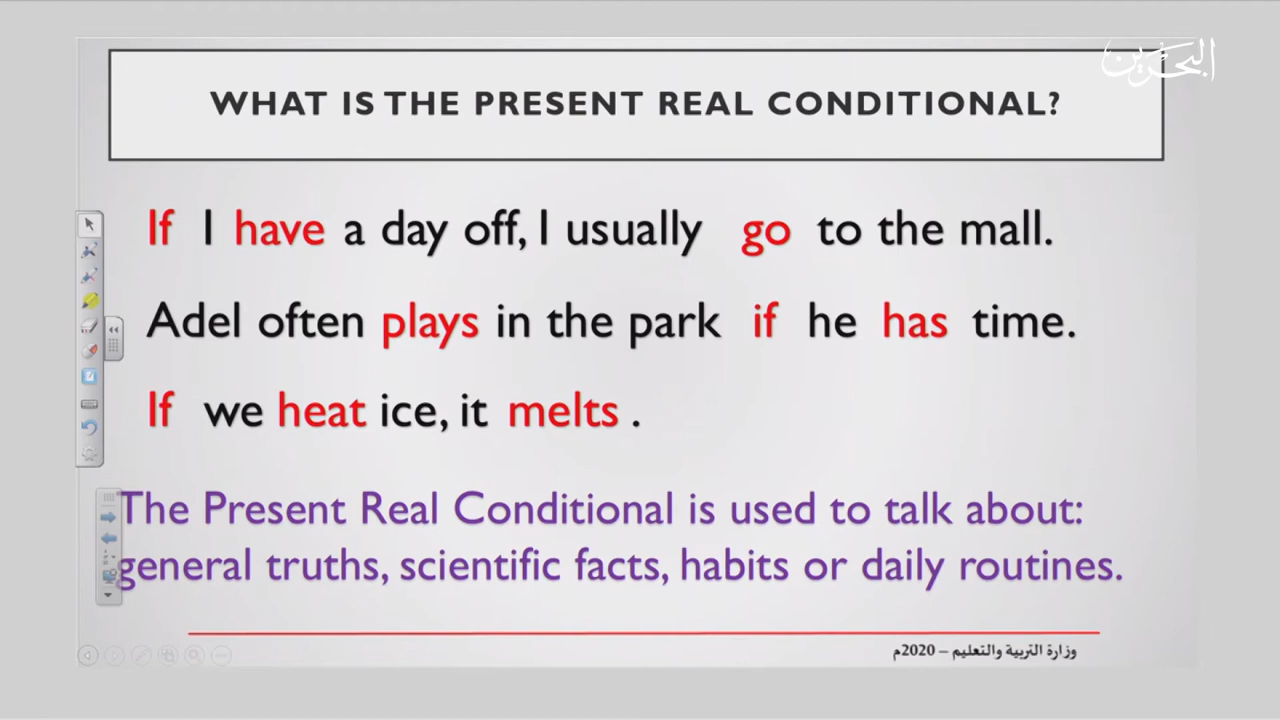 البحرين
WHAT IS THE PRESENT REAL CONDITIONAL?
If I have a day off, I usually go to the mall.
Adel often plays in the park if he has time.
If we heat ice, it melts .
The Present Real Conditional is used to talk about:
general truths, scientific facts, habits or daily routines.
وزارة التربية والتعليم – 2020م